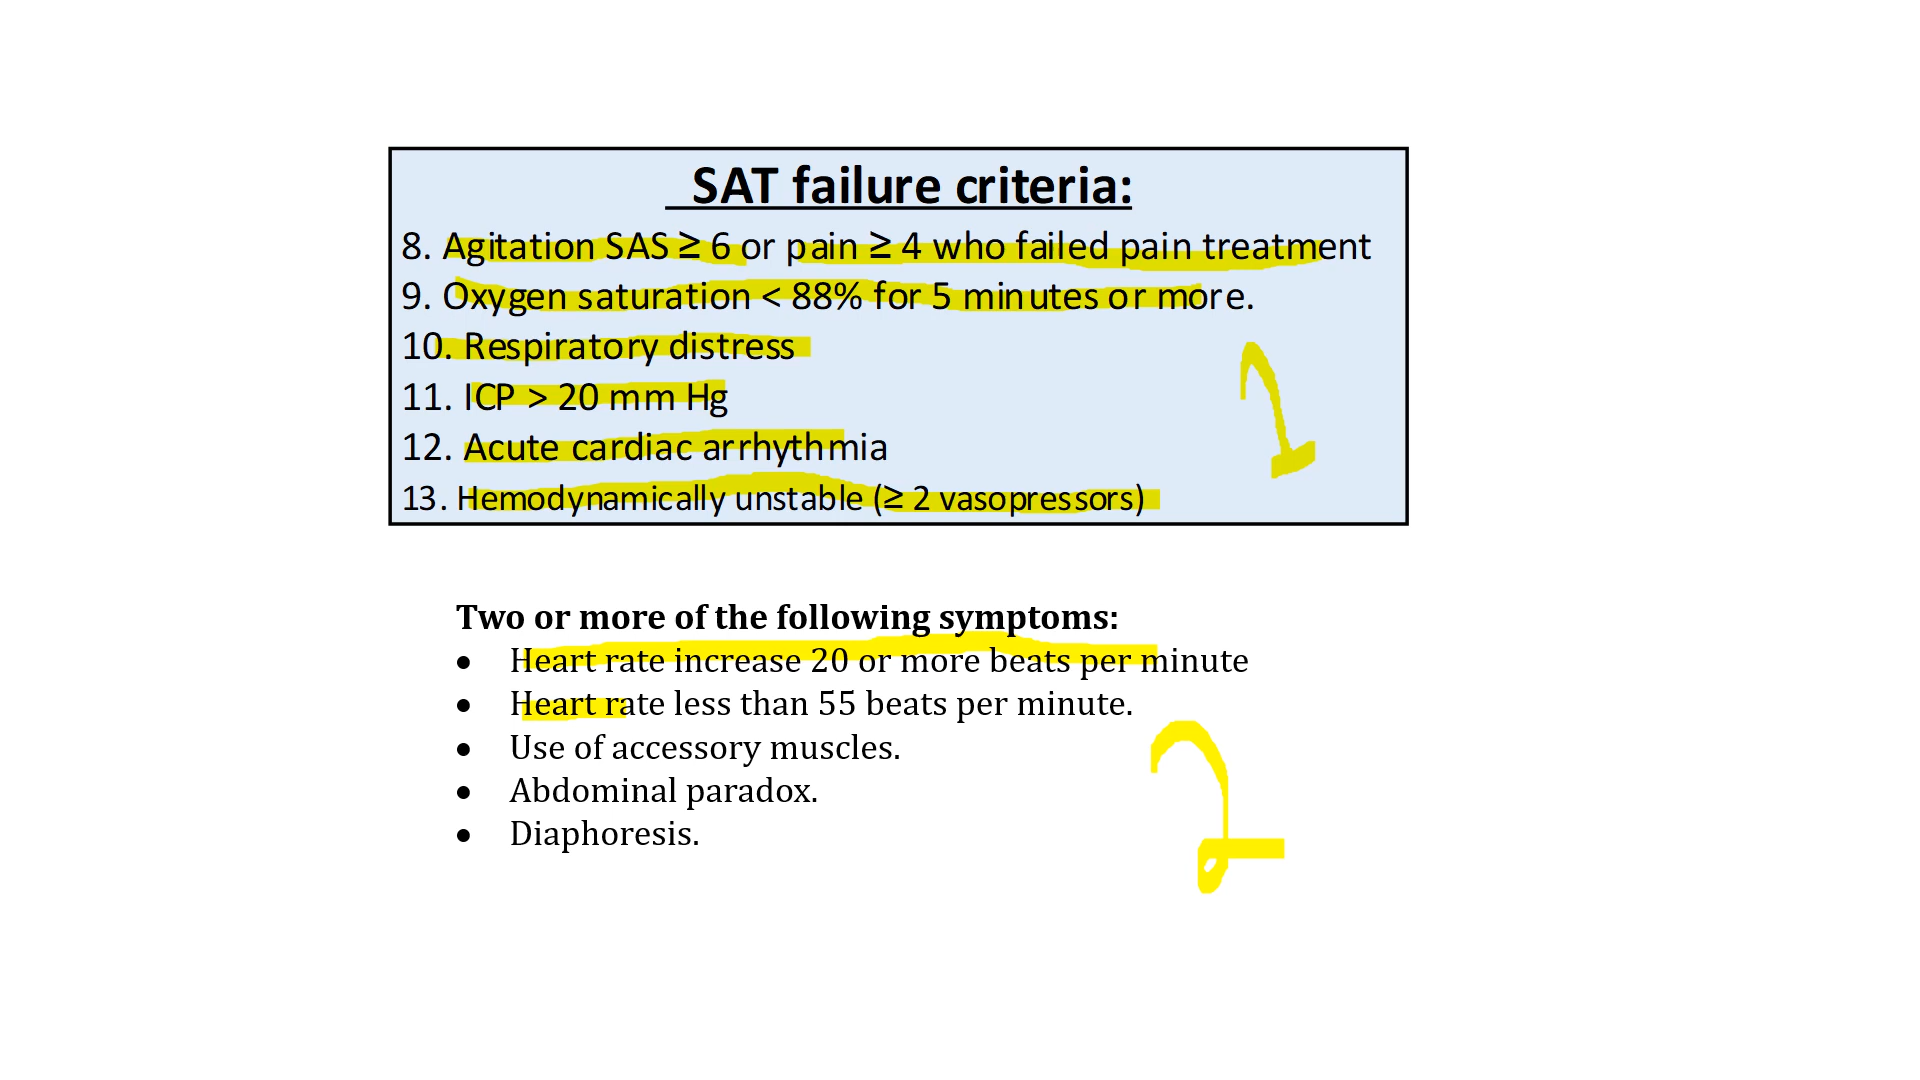 SAT failure criteria:
8. Agitation SAS ≥ 6 or pain ≥ 4 who failed pain treatment
9. Oxygen saturation < 88% for 5 minutes or more.
10. Respiratory distress
11. ICP > 20 mm Hg
12. Acute cardiac arrhythmia
13. Hemodynamically unstable (≥ 2 vasopressors)
1
Two or more of the following symptoms:
• Heart rate increase 20 or more beats per minute
• Heart rate less than 55 beats per minute.
• Use of accessory muscles.
• Abdominal paradox.
• Diaphoresis.
2